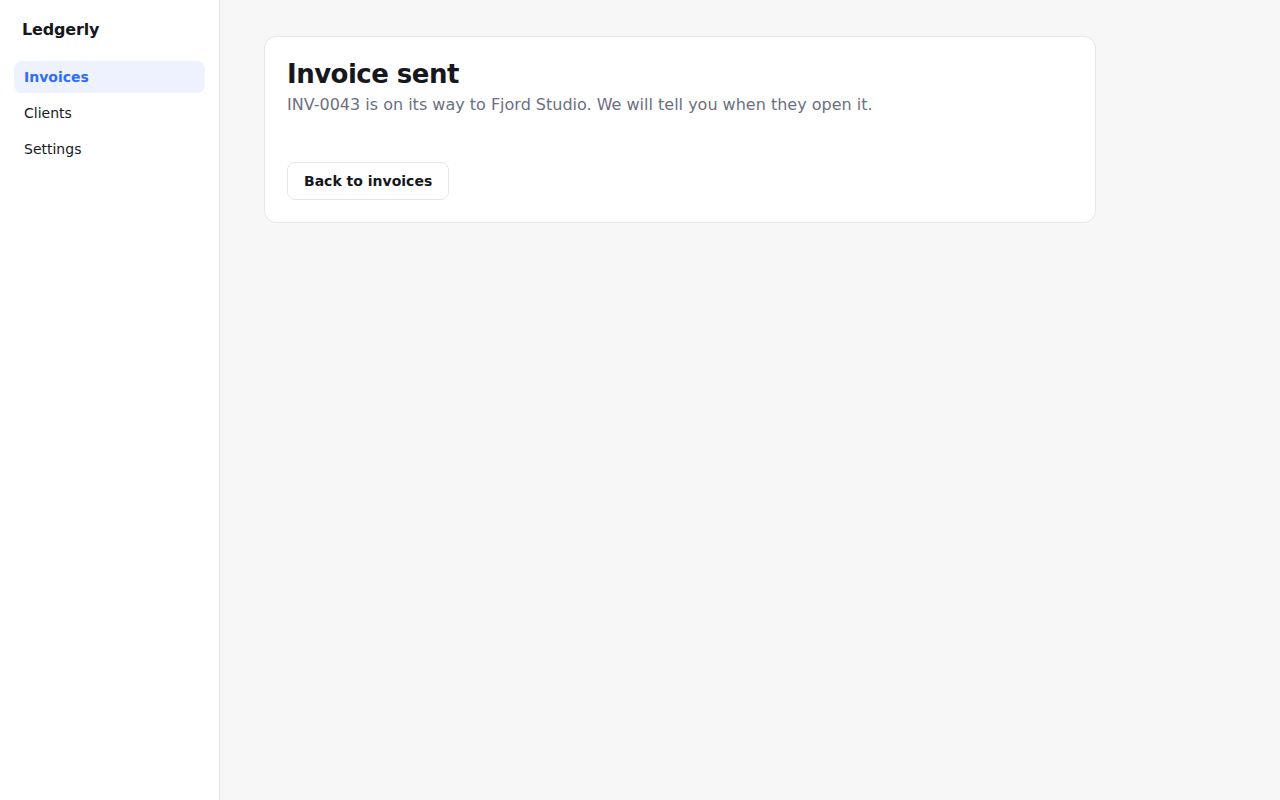 Ledgerly
Invoices
Clients
Settings
Invoice sent
INV-0043 is on its way to Fjord Studio. We will tell you when they open it.
Back to invoices